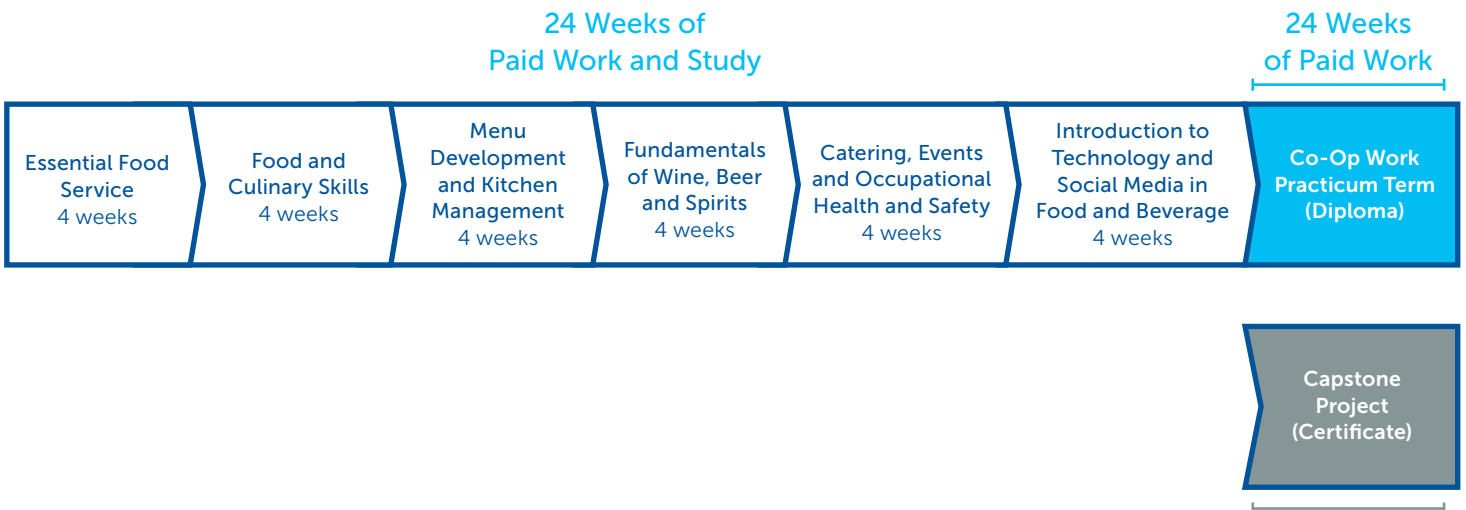 24 Weeks of
Paid Work and Study
24 Weeks
of Paid Work
Essential Food
Service
4 weeks
Food and
Culinary Skills
4 weeks
Menu
Development
and Kitchen
Management
4 weeks
Fundamentals
of Wine, Beer
and Spirits
4 weeks
Catering, Events
and Occupational
Health and Safety
4 weeks
Introduction to
Technology and
Social Media in
Food and Beverage
4 weeks
Co-Op Work
Practicum Term
(Diploma)
Capstone
Project
(Certificate)